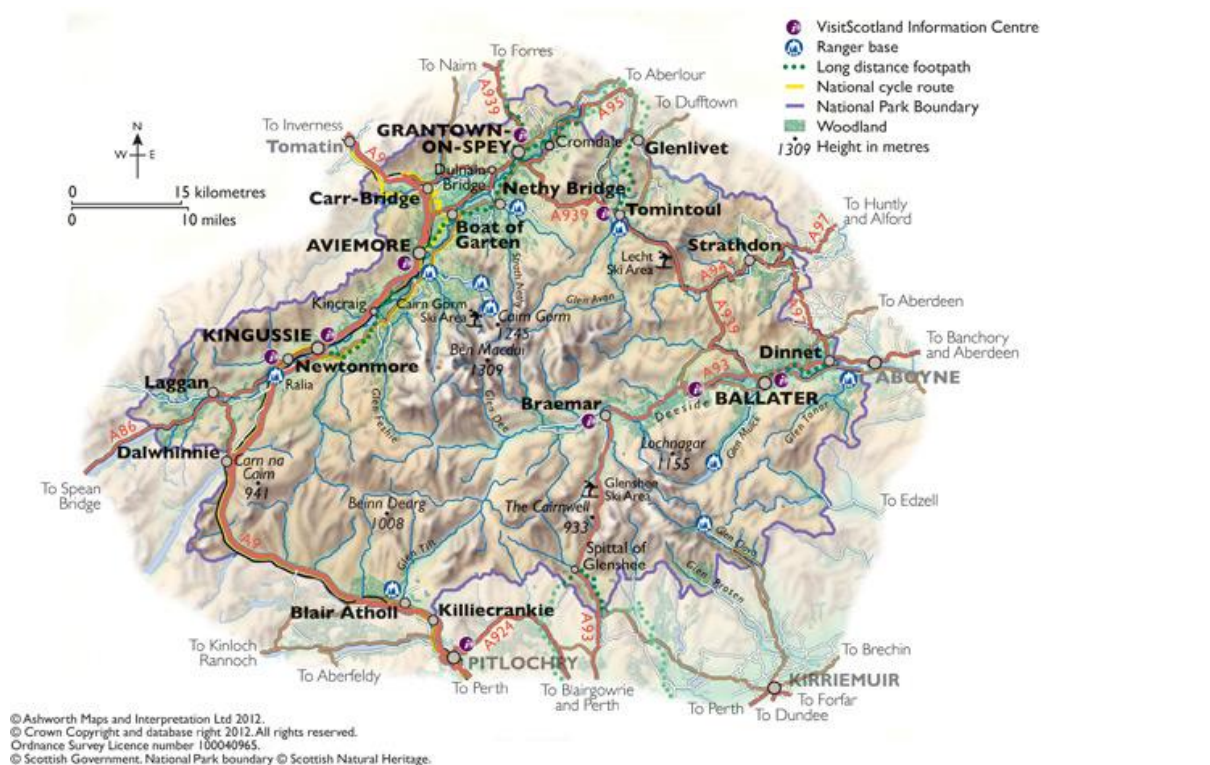 VisitScotland Information Centre
Ranger base
Long distance footpath
National cycle route
National Park Boundary
Woodland
1309 Height in metres
N
W E
0 15 kilometres
0 10 miles
To Forres
To Nairn
A939
To Aberlour
A95
To Dufftown
To Inverness
Tomatin
A9
GRANTOWN-
ON-SPEY
Cromdale
Glenlivet
Dulnain
Bridge
Carr-Bridge
Nethy Bridge
A939
Tomintoul
To Huntly
and Alford
A97
Boat of
Garten
AVIEMORE
Strathdon
Lecht
Ski Area
A944
Strath Nethy
Glen Avon
Kincraig
Cairn Gorm
Ski Area
Cairn Gorm
1245
A939
A97
To Aberdeen
KINGUSSIE
Ben Macdui
1309
To Banchory
and Aberdeen
Dinnet
Newtonmore
Ralia
Laggan
A93
ABOYNE
BALLATER
Braemar
Deeside
Glen Feshie
Glen Dee
Glen Muick
Glen Tanar
A86
Dalwhinnie
Lochnagar
1155
Carn na
Caim
941
To Spean
Bridge
Glenshee
Ski Area
Beinn Dearg
1008
The Cairnwell
933
To Edzell
A9
Glen Tilt
Spittal of
Glenshee
Glen Clova
Glen Prosen
Blair Atholl
Killiecrankie
A924
A93
To Kinloch
Rannoch
To Aberfeldy
PITLOCHRY
To Perth
To Blairgowrie
and Perth
To Brechin
KIRRIEMUIR
To Forfar
To Perth
To Dundee
© Ashworth Maps and Interpretation Ltd 2012.
© Crown Copyright and database right 2012. All rights reserved.
Ordnance Survey Licence number 100040965.
© Scottish Government. National Park boundary © Scottish Natural Heritage.